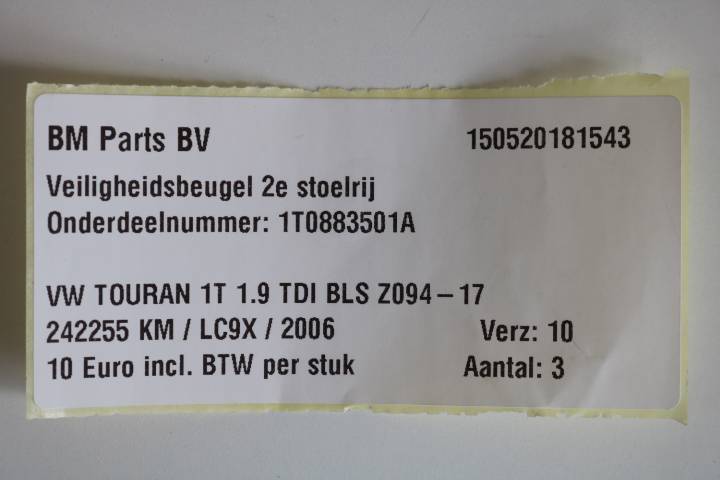 BM Parts BV 150520181543
Veiligheidsbeugel 2e stoelrij
Onderdeelnummer: 1T0883501A
VW TOURAN 1T 1.9 TDI BLS Z094-17
242255 KM / LC9X / 2006 Verz: 10
10 Euro incl. BTW per stuk Aantal: 3